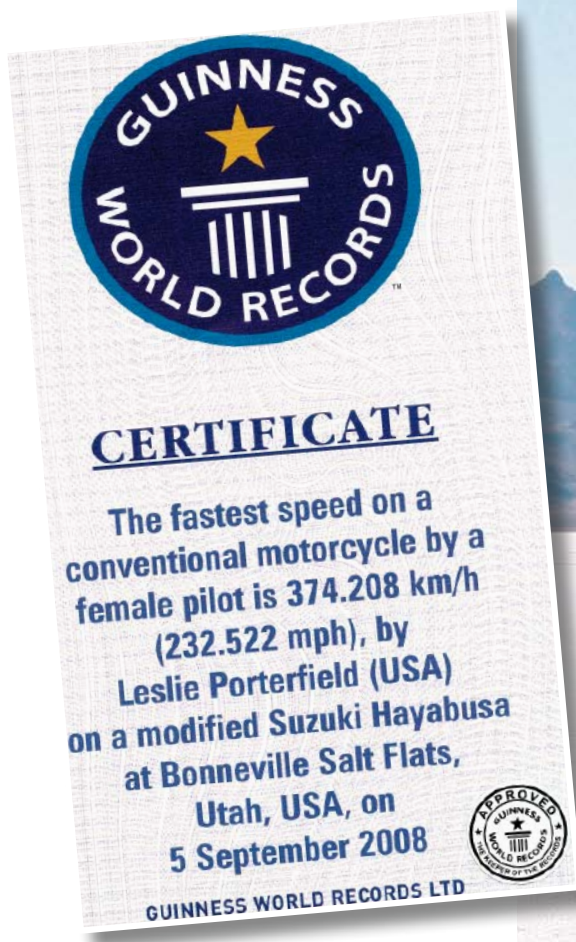 GUINNESS
WORLD RECORDS
TM
CERTIFICATE
The fastest speed on a
conventional motorcycle by a
female pilot is 374.208 km/h
(232.522 mph), by
Leslie Porterfield (USA)
on a modified Suzuki Hayabusa
at Bonneville Salt Flats,
Utah, USA, on
5 September 2008
APPROVED
GUINNESS
WORLD RECORDS
THE KEEPER OF THE RECORDS
GUINNESS WORLD RECORDS LTD